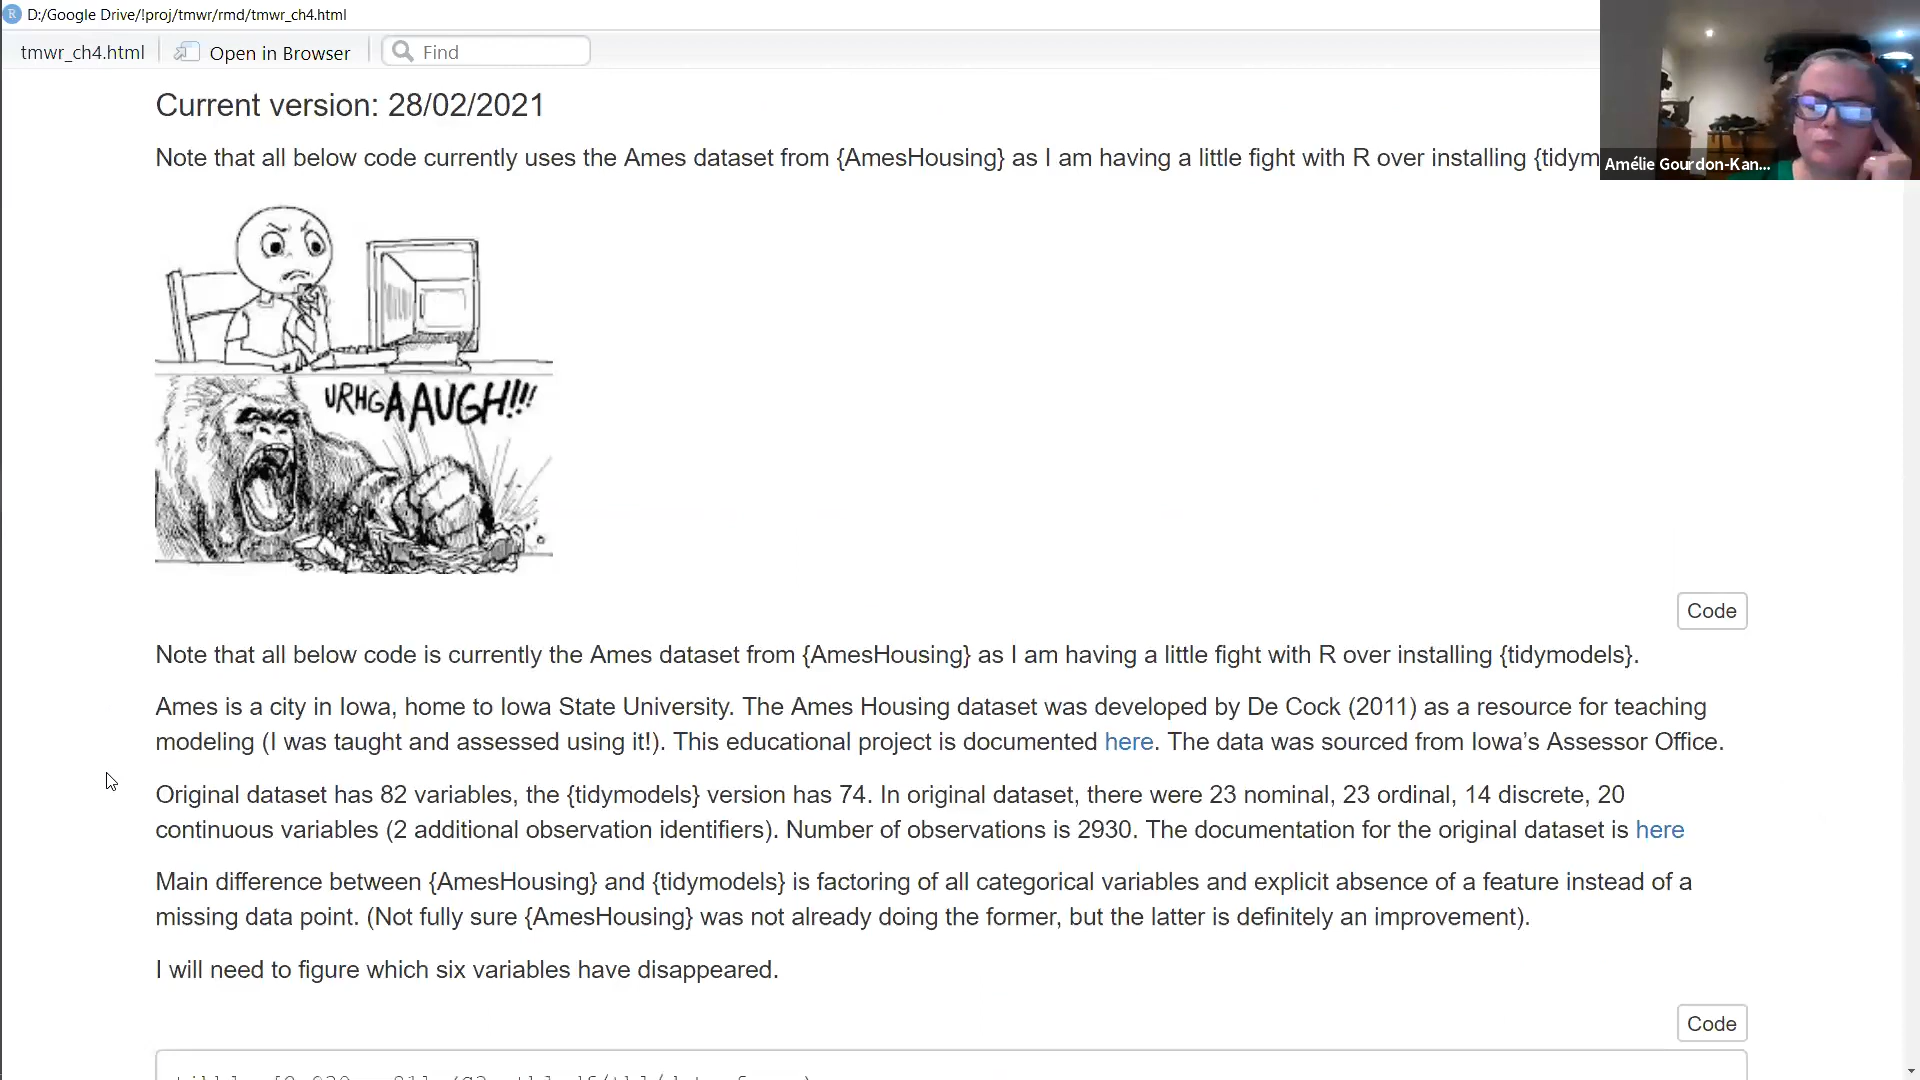 D:/Google Drive/!proj/tmwr/rmd/tmwr_ch4.html
tmwr_ch4.html
Open in Browser
Find
Current version: 28/02/2021
Note that all below code currently uses the Ames dataset from {AmesHousing} as I am having a little fight with R over installing {tidym
Amélie Gourdon-Kan...
URHGAAUGH!!!
Code
Note that all below code is currently the Ames dataset from {AmesHousing} as I am having a little fight with R over installing {tidymodels}.
Ames is a city in Iowa, home to Iowa State University. The Ames Housing dataset was developed by De Cock (2011) as a resource for teaching
modeling (I was taught and assessed using it!). This educational project is documented here. The data was sourced from Iowa’s Assessor Office.
Original dataset has 82 variables, the {tidymodels} version has 74. In original dataset, there were 23 nominal, 23 ordinal, 14 discrete, 20
continuous variables (2 additional observation identifiers). Number of observations is 2930. The documentation for the original dataset is here
Main difference between {AmesHousing} and {tidymodels} is factoring of all categorical variables and explicit absence of a feature instead of a
missing data point. (Not fully sure {AmesHousing} was not already doing the former, but the latter is definitely an improvement).
I will need to figure which six variables have disappeared.
Code